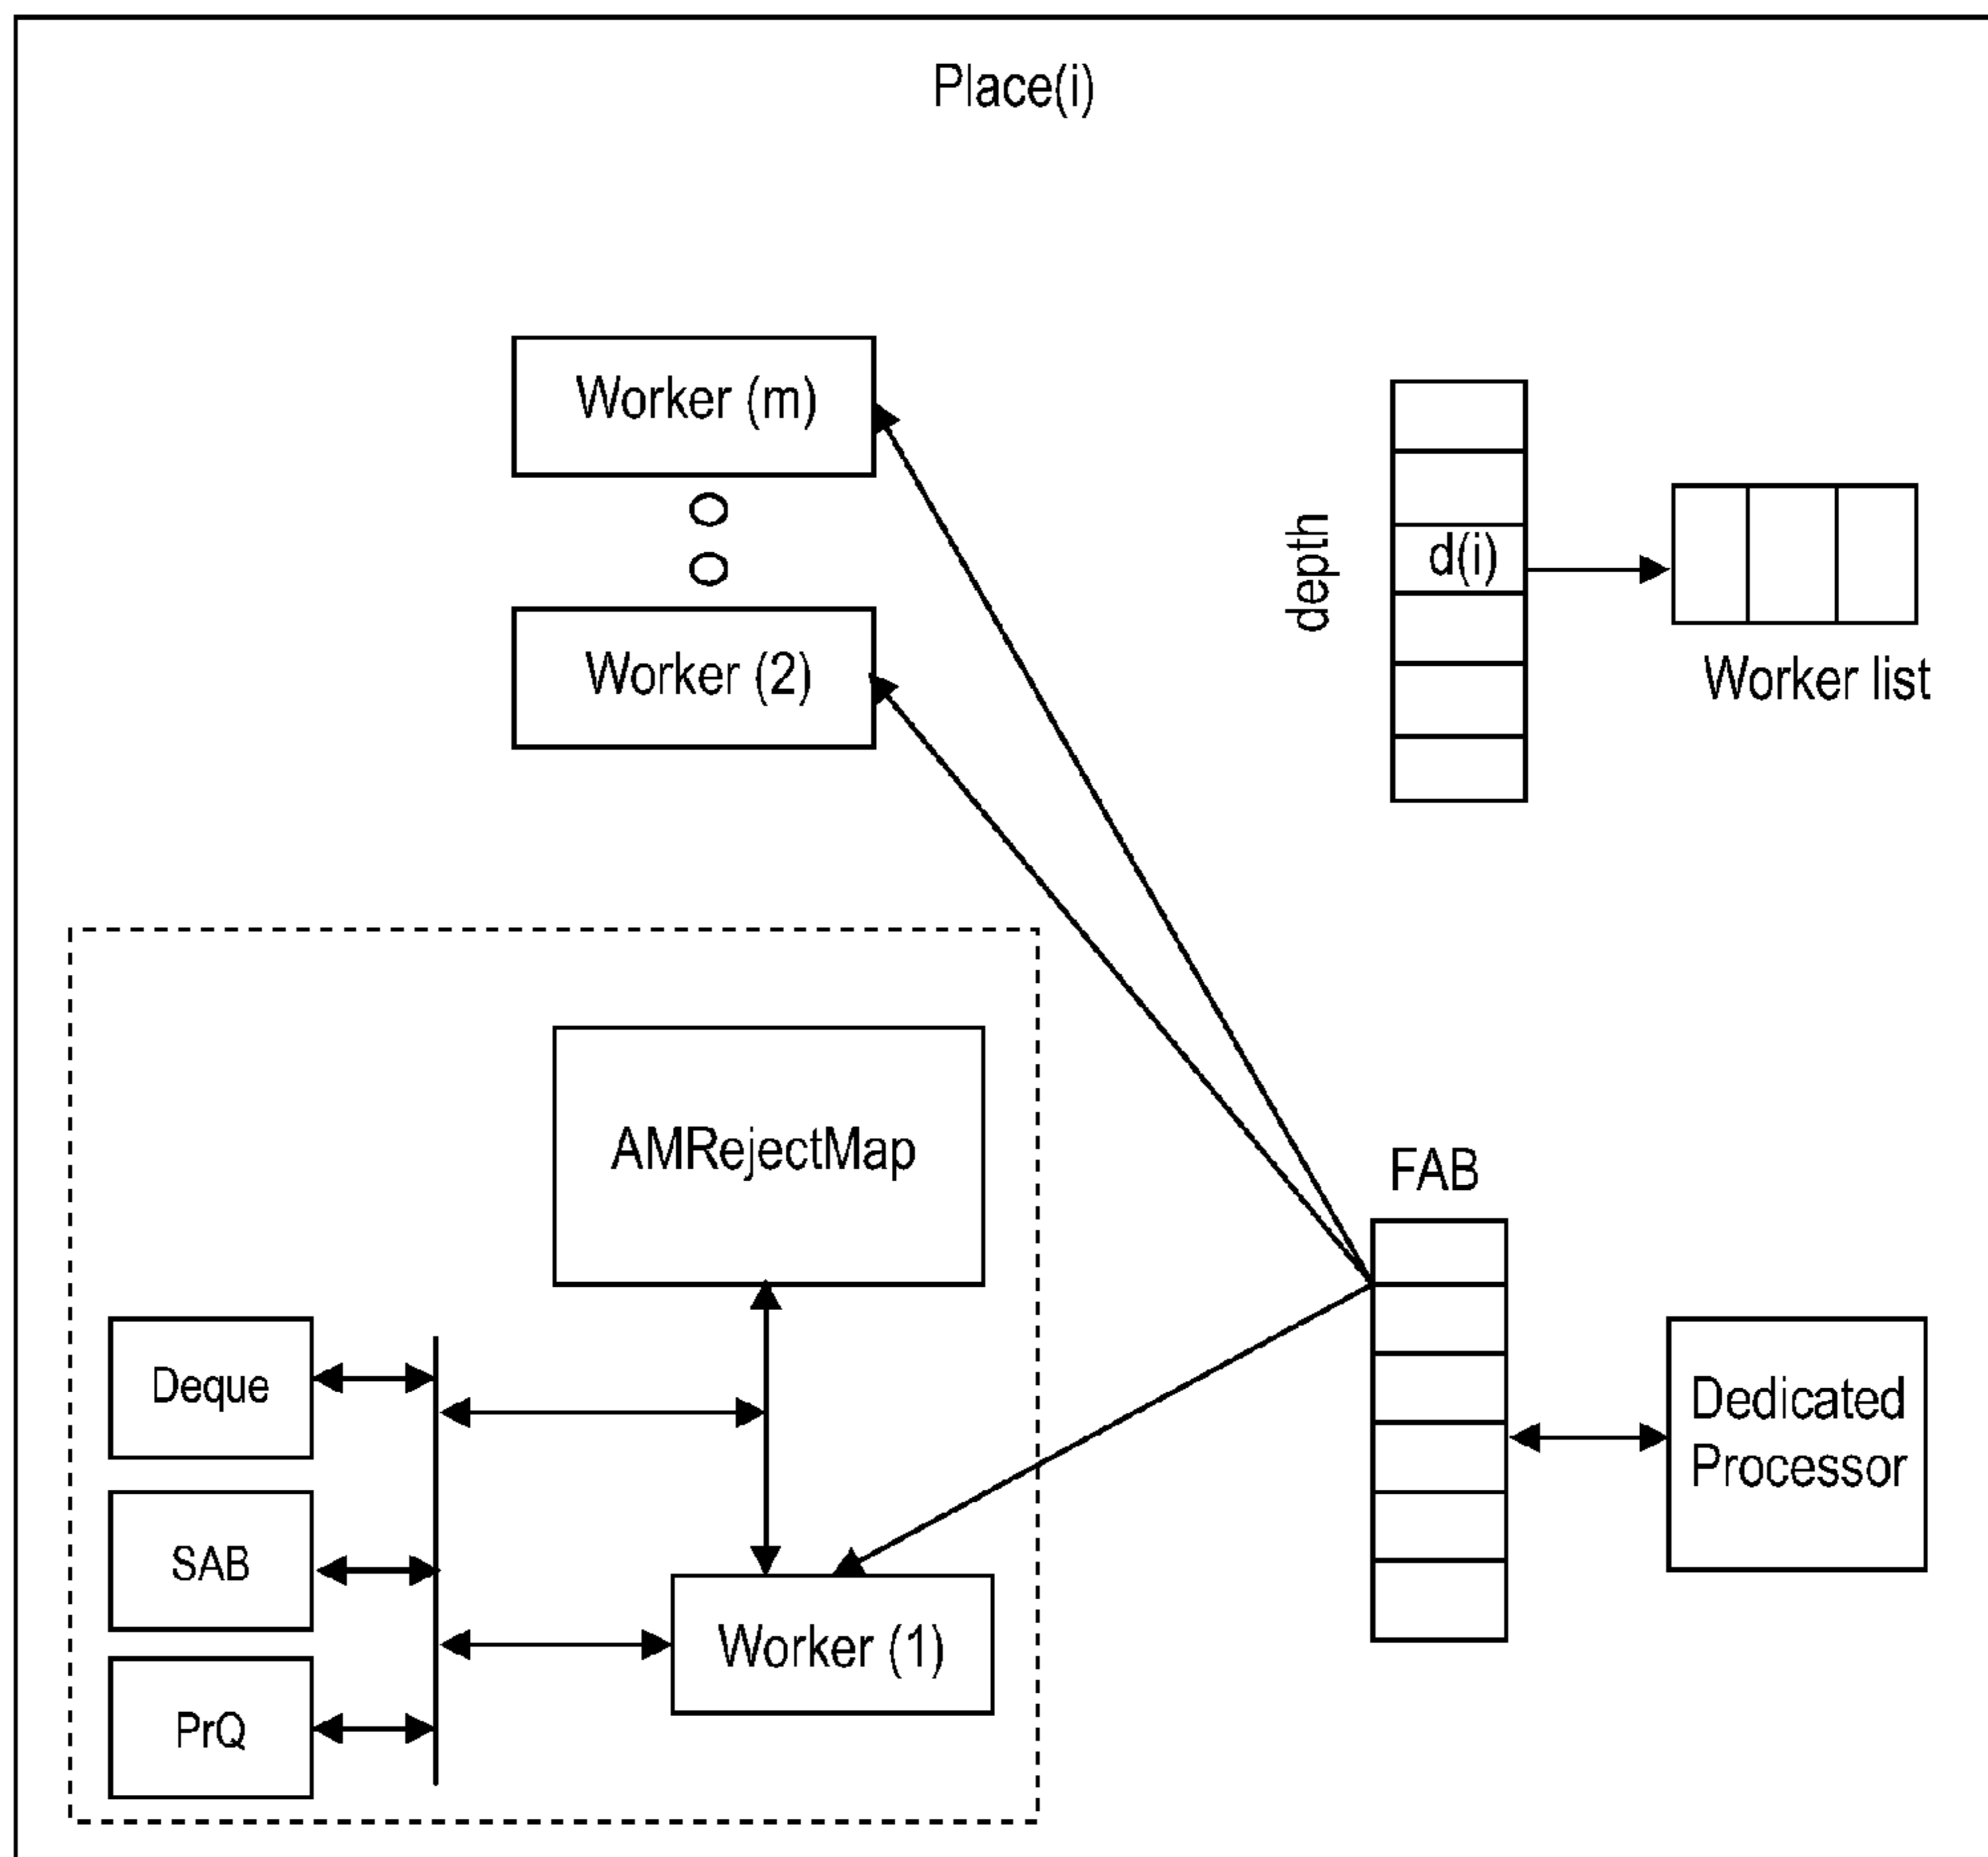 Place(i)
Worker (m)
Worker (2)
depth
d(i)
Worker list
AMRejectMap
FAB
Deque
SAB
PrQ
Worker (1)
Dedicated
Processor